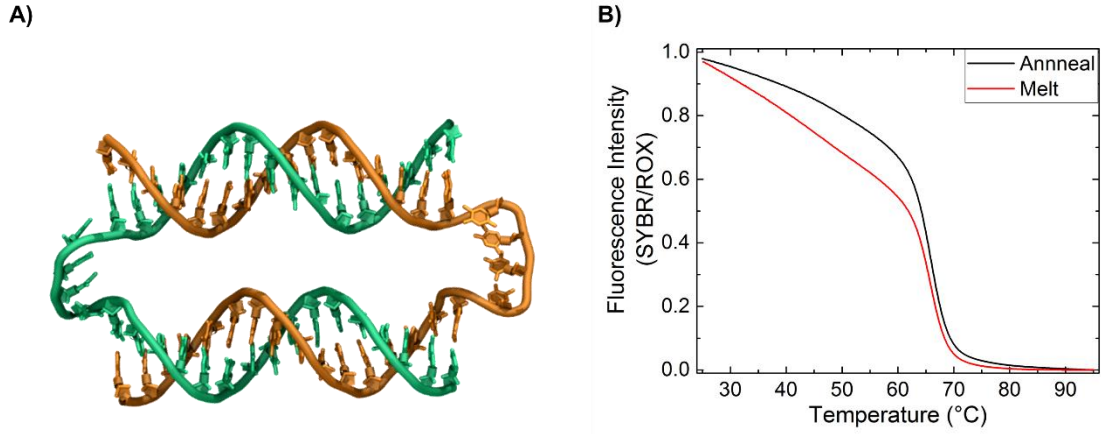 A)
B)
Annneal
Melt
1.0
0.8
0.6
0.4
0.2
0.0
Fluorescence Intensity
(SYBR/ROX)
30 40 50 60 70 80 90
Temperature (°C)